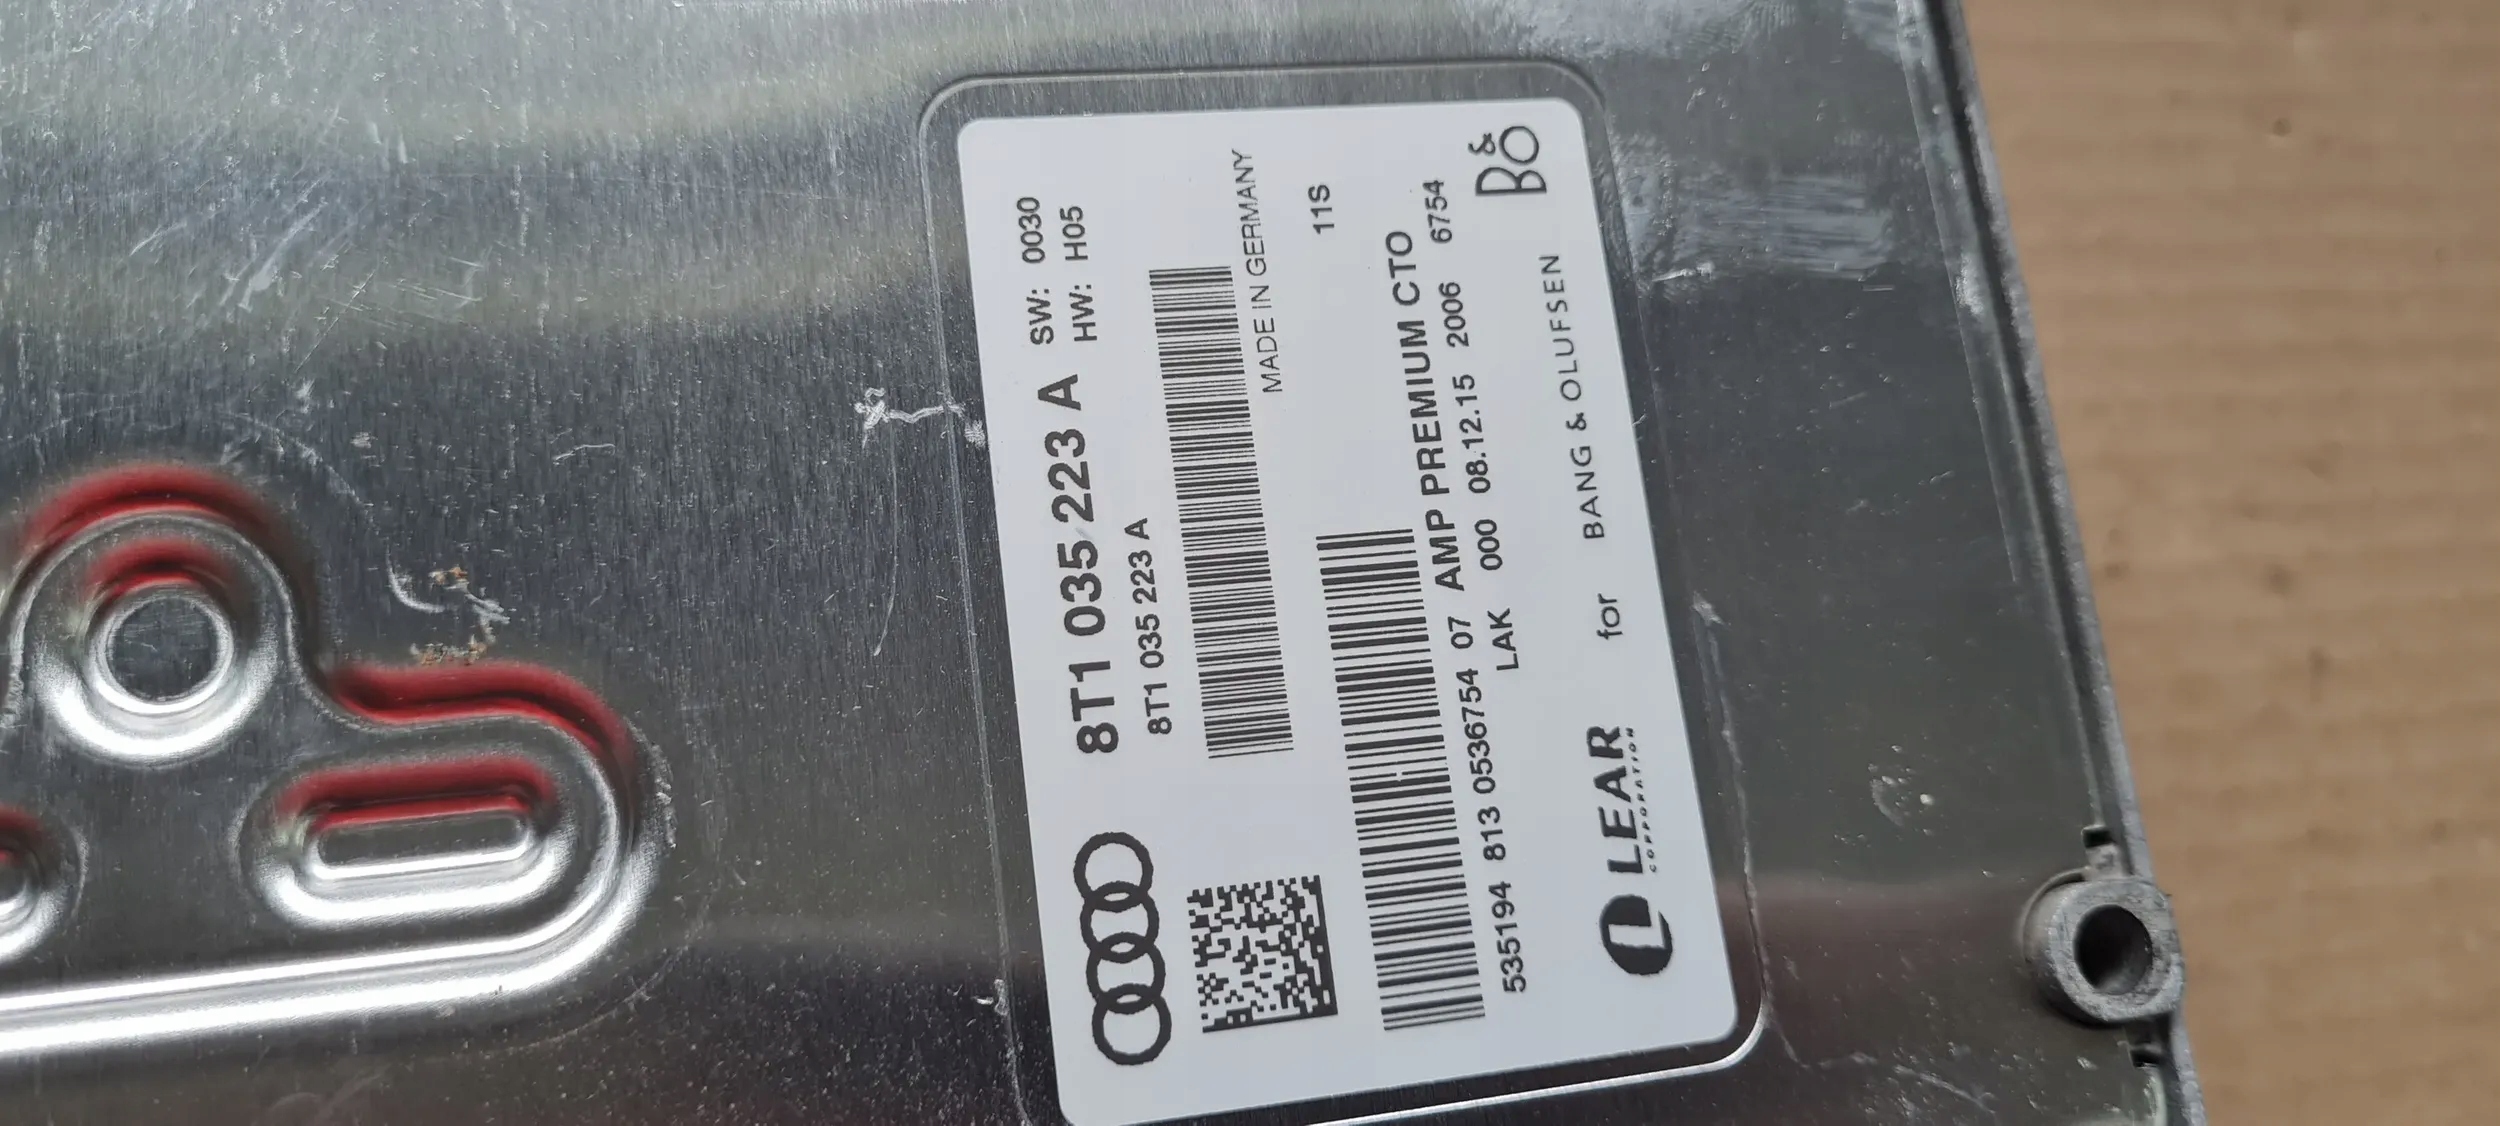 8T1 035 223 A SW: 0030
HW: H05
8T1 035 223 A
MADE IN GERMANY
11S
535194 813 0536754 07 AMP PREMIUM CTO
LAK 000 08.12.15 2006 6754
LEAR
CORPORATION
for BANG & OLUFSEN
B&O